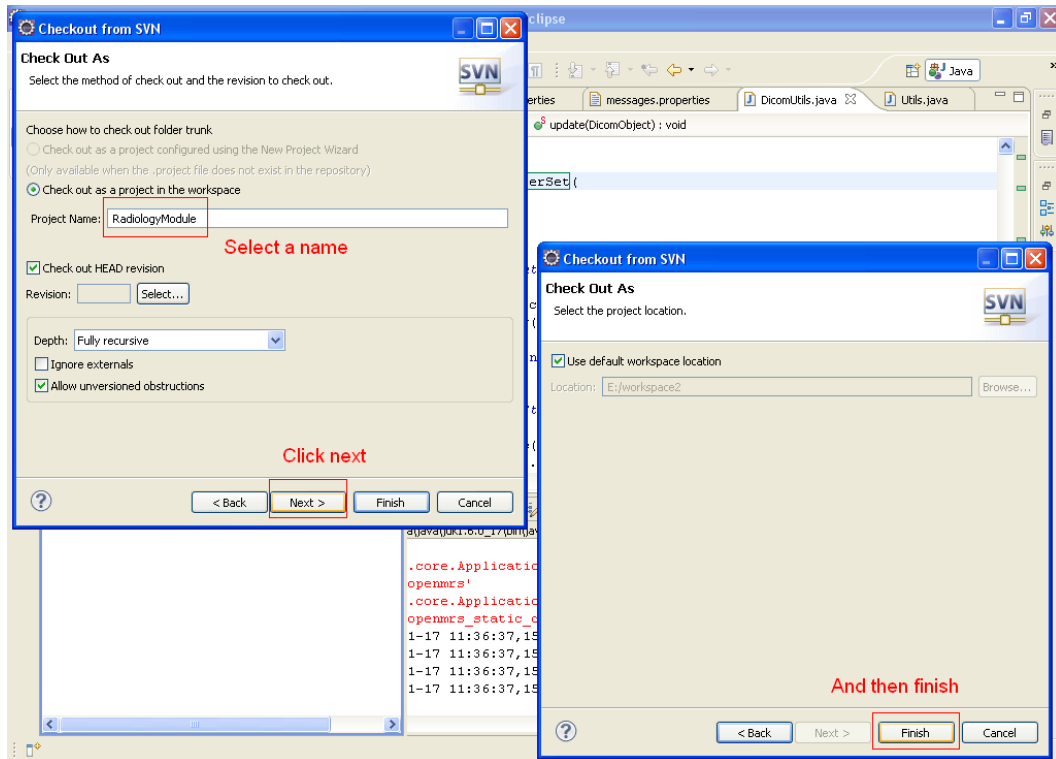 clipse
Checkout from SVN
Check Out As
Select the method of check out and the revision to check out.
SVN
Choose how to check out folder trunk
Check out as a project configured using the New Project Wizard
(Only available when the .project file does not exist in the repository)
Check out as a project in the workspace
Project Name: RadiologyModule
Select a name
Check out HEAD revision
Revision: Select...
Depth: Fully recursive
Ignore externals
Allow unversioned obstructions
Click next
< Back Next > Finish Cancel
Java
erties messages.properties DicomUtils.java Utils.java
update(DicomObject) : void
erSet(
Checkout from SVN
Check Out As
Select the project location.
SVN
Use default workspace location
Location: E:/workspace2 Browse...
And then finish
< Back Next > Finish Cancel
.core.Applicatio
openmrs'
.core.Applicatio
openmrs_static_c
1-17 11:36:37,15
1-17 11:36:37,15
1-17 11:36:37,15
1-17 11:36:37,15